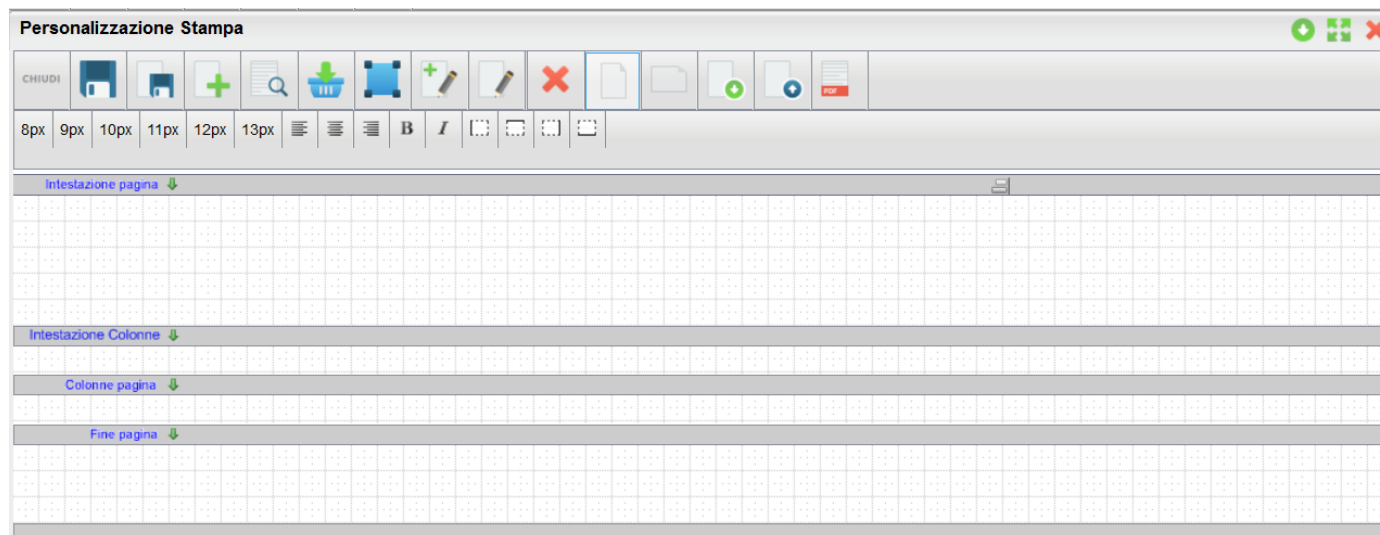 Personalizzazione Stampa
CHIUDI
PDF
8px 9px 10px 11px 12px 13px B I
Intestazione pagina
Intestazione Colonne
Colonne pagina
Fine pagina